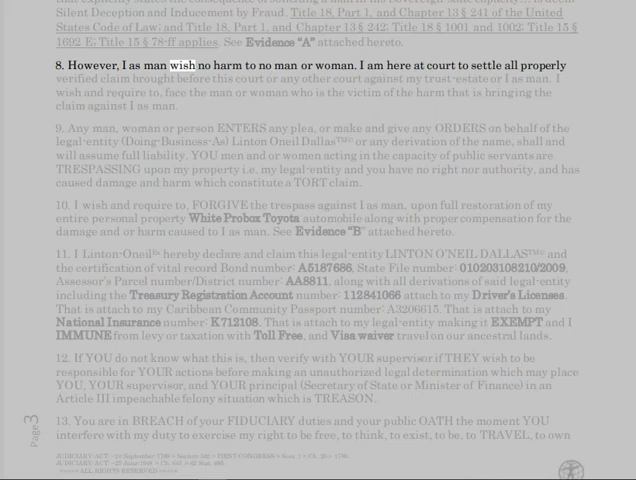 Silent Deception and Inducement by Fraud. Title 18, Part 1, and Chapter 13 § 241 of the United
States Code of Law; and Title 18, Part 1, and Chapter 13 § 242; Title 18 § 1001 and 1002; Title 15 §
1692 E; Title 15 § 78-ff applies. See Evidence "A" attached hereto.
8. However, I as man wish no harm to no man or woman. I am here at court to settle all properly
verified claim brought before this court or any other court against my trust-estate or I as man. I
wish and require to, face the man or woman who is the victim of the harm that is bringing the
claim against I as man.
9. Any man, woman or person ENTERS any plea, or make and give any ORDERS on behalf of the
legal-entity (Doing-Business-As) Linton Oneil Dallas™© or any derivation of the name, shall and
will assume full liability. YOU men and or women acting in the capacity of public servants are
TRESPASSING upon my property i.e. my legal-entity and you have no right nor authority, and has
caused damage and harm which constitute a TORT claim.
10. I wish and require to, FORGIVE the trespass against I as man, upon full restoration of my
entire personal property White Probox Toyota automobile along with proper compensation for the
damage and or harm caused to I as man. See Evidence "B" attached hereto.
11. I Linton-Oneil hereby declare and claim this legal-entity LINTON O'NEIL DALLAS™© and
the certification of vital record Bond number: A5187686, State File number: 010203108210/2009,
Assessor's Parcel number/District number: AA8811, along with all derivations of said legal-entity
including the Treasury Registration Account number: 112841066 attach to my Driver's Licenses.
That is attach to my Caribbean Community Passport number: A3206615. That is attach to my
National Insurance number: K712108. That is attach to my legal-entity making it EXEMPT and I
IMMUNE from levy or taxation with Toll Free, and Visa waiver travel on our ancestral lands.
12. If YOU do not know what this is, then verify with YOUR supervisor if THEY wish to be
responsible for YOUR actions before making an unauthorized legal determination which may place
YOU, YOUR supervisor, and YOUR principal (Secretary of State or Minister of Finance) in an
Article III impeachable felony situation which is TREASON.
13. You are in BREACH of your FIDUCIARY duties and your public OATH the moment YOU
interfere with my duty to exercise my right to be free, to think, to exist, to be, to TRAVEL, to own
Page 3
ALL RIGHTS RESERVED